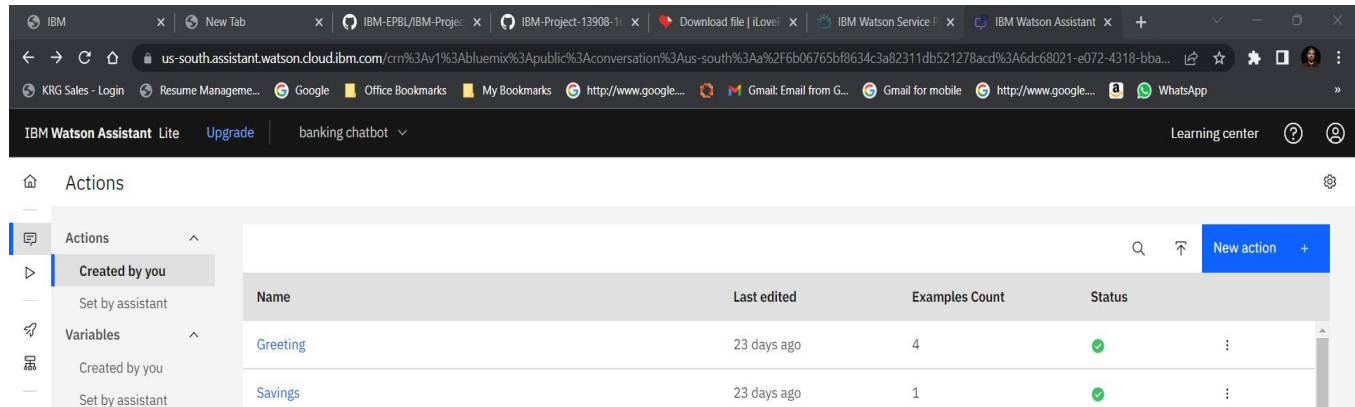 IBM
New Tab
IBM-EPBL/IBM-Projec
IBM-Project-13908-16
Download file | iLoveP
IBM Watson Service P
IBM Watson Assistant
us-south.assistant.watson.cloud.ibm.com/crn%3Av1%3Abluemix%3Apublic%3Aconversation%3Aus-south%3Aa%2F6b06765bf8634c3a82311db521278acd%3A6dc68021-e072-4318-bba...
KRG Sales - Login
Resume Manageme...
Google
Office Bookmarks
My Bookmarks
http://www.google....
Gmail: Email from G...
Gmail for mobile
http://www.google....
WhatsApp
»
IBM Watson Assistant Lite
Upgrade
banking chatbot
Learning center
Actions
Actions
Created by you
Set by assistant
Variables
Created by you
Set by assistant
New action +
Name Last edited Examples Count Status
Greeting 23 days ago 4
Savings 23 days ago 1